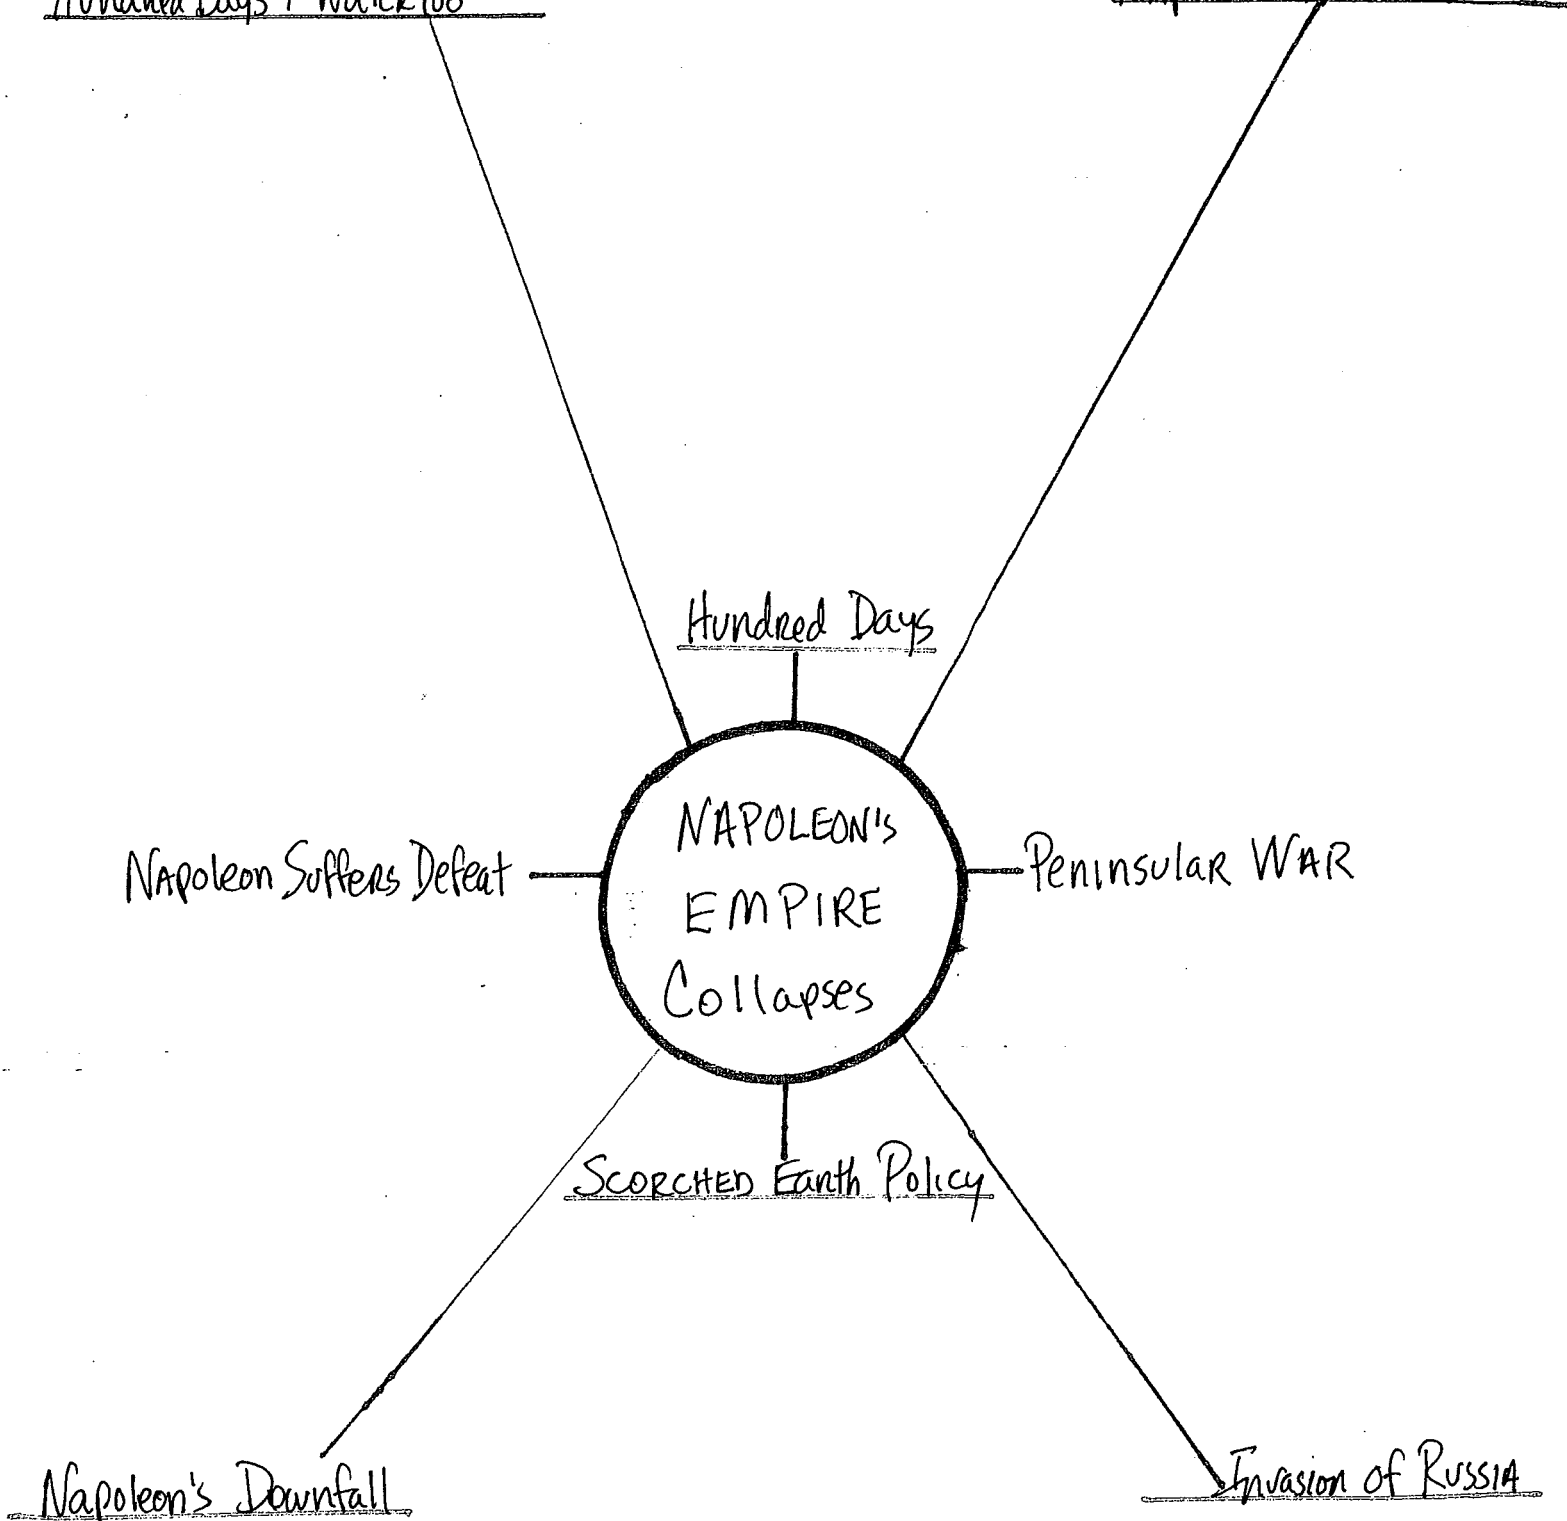 Hundred Days + Waterloo
Hundred Days
NAPOLEON'S
EMPIRE
Collapses
Napoleon Suffers Defeat
Peninsular WAR
SCORCHED Earth Policy
Napoleon's Downfall
Invasion of Russia